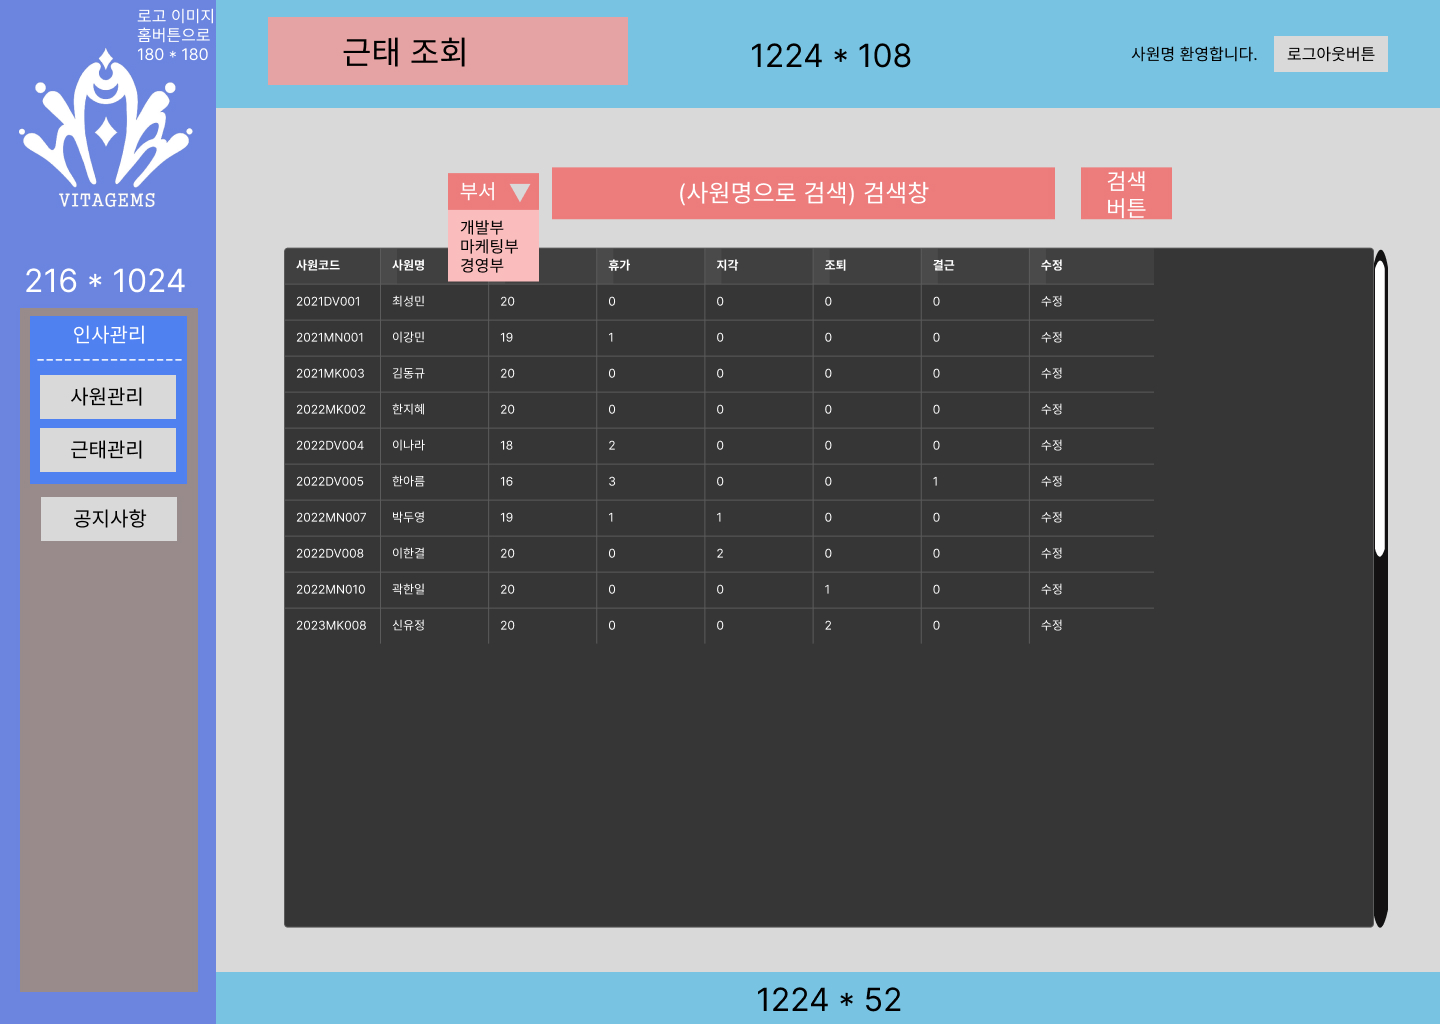 로고 이미지
홈버튼으로
180 * 180
VITAGEMS
216 * 1024
인사관리
----------------
사원관리
근태관리
공지사항
근태 조회
1224 * 108
사원명 환영합니다.
로그아웃버튼
부서 ▼
개발부
마케팅부
경영부
(사원명으로 검색) 검색창
검색
버튼
사원코드 사원명 휴가 지각 조퇴 결근 수정
2021DV001 최성민 20 0 0 0 0 수정
2021MN001 이강민 19 1 0 0 0 수정
2021MK003 김동규 20 0 0 0 0 수정
2022MK002 한지혜 20 0 0 0 0 수정
2022DV004 이나라 18 2 0 0 0 수정
2022DV005 한아름 16 3 0 0 1 수정
2022MN007 박두영 19 1 1 0 0 수정
2022DV008 이한결 20 0 2 0 0 수정
2022MN010 곽한일 20 0 0 1 0 수정
2023MK008 신유정 20 0 0 2 0 수정
1224 * 52